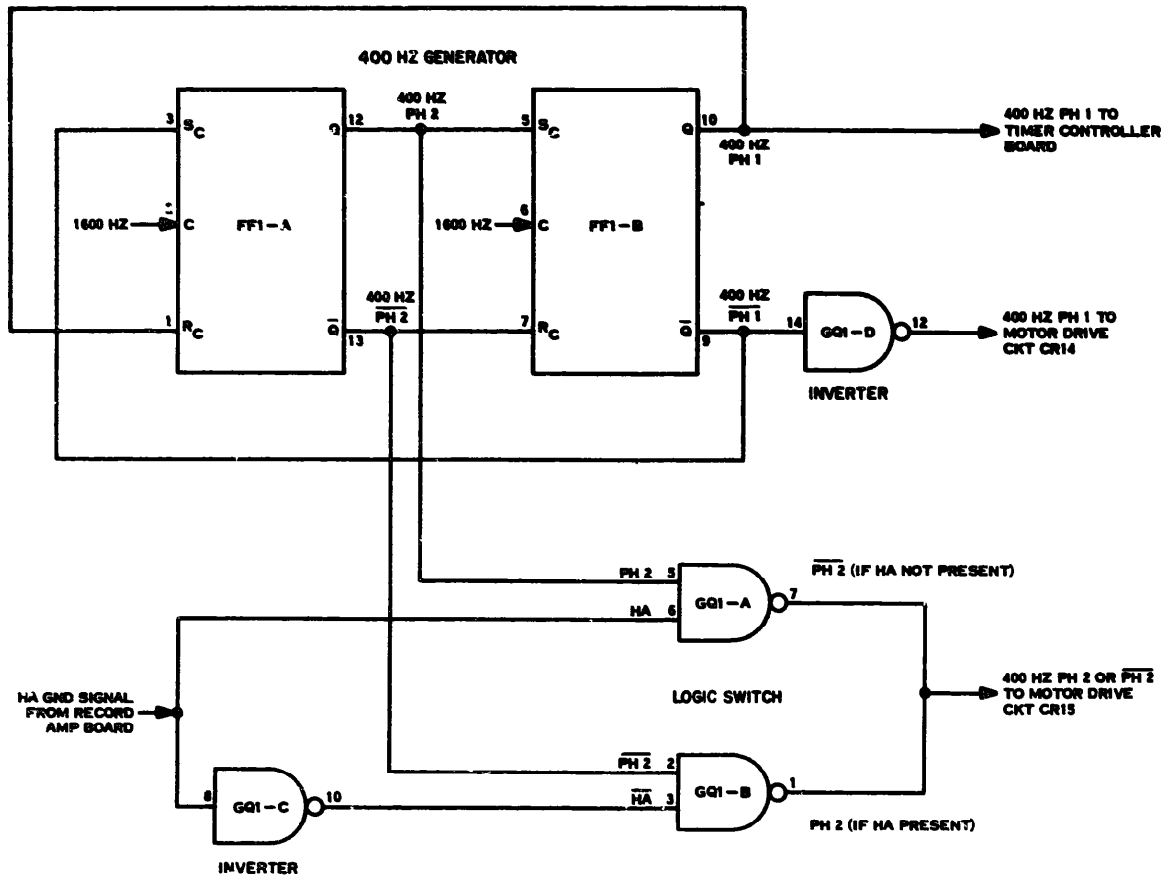 400 HZ GENERATOR
3
S
C
1600 HZ
C
FF1-A
1
R
C
Q
12
400 HZ
PH 2
400 HZ
PH 2
Q
13
5
S
C
1600 HZ
6
C
FF1-B
7
R
C
Q
10
400 HZ
PH 1
400 HZ
PH 1
Q
9
400 HZ PH 1 TO
TIMER CONTROLLER
BOARD
14
GQ1-D
12
INVERTER
400 HZ PH 1 TO
MOTOR DRIVE
CKT CR14
PH 2 5
HA 6
GQ1-A
7
PH 2 (IF HA NOT PRESENT)
HA GND SIGNAL
FROM RECORD
AMP BOARD
LOGIC SWITCH
400 HZ PH 2 OR PH 2
TO MOTOR DRIVE
CKT CR15
8
GQ1-C
10
INVERTER
PH 2 2
HA 3
GQ1-B
1
PH 2 (IF HA PRESENT)